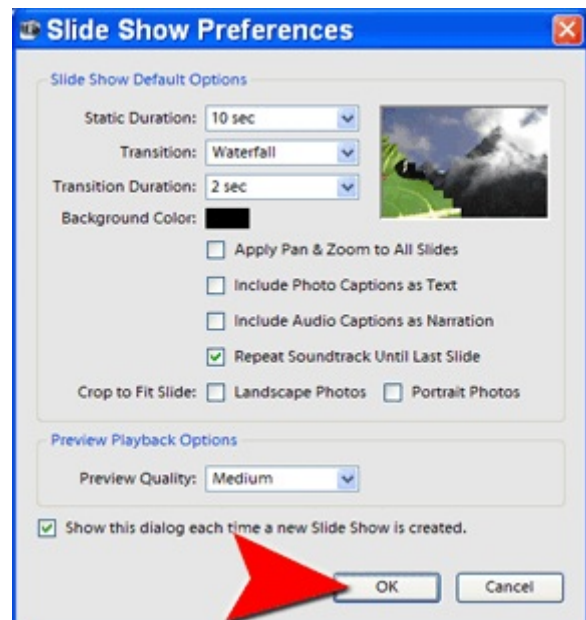 Slide Show Preferences
Slide Show Default Options
Static Duration: 10 sec
Transition: Waterfall
Transition Duration: 2 sec
Background Color:
Apply Pan & Zoom to All Slides
Include Photo Captions as Text
Include Audio Captions as Narration
Repeat Soundtrack Until Last Slide
Crop to Fit Slide: Landscape Photos Portrait Photos
Preview Playback Options
Preview Quality: Medium
Show this dialog each time a new Slide Show is created.
OK Cancel